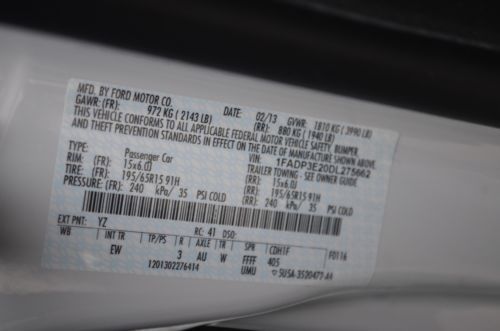 MFD. BY FORD MOTOR CO.
DATE: 02/13 GVWR: 1810 KG ( 3990 LB)
GAWR: (FR): 972 KG ( 2143 LB) (RR): 880 KG ( 1940 LB)
THIS VEHICLE CONFORMS TO ALL APPLICABLE FEDERAL MOTOR VEHICLE SAFETY, BUMPER,
AND THEFT PREVENTION STANDARDS IN EFFECT ON THE DATE OF MANUFACTURE SHOWN ABOVE.
VIN: 1FADP3E20DL275662
TYPE: Passenger Car TRAILER TOWING - SEE OWNER GUIDE
RIM: (FR): 15x6.0J (RR): 15x6.0J
TIRE: 195/65R15 91H 195/65R15 91H
PRESSURE: (FR) 240 kPa/ 35 PSI COLD (RR): 240 kPa/ 35 PSI COLD
EXT PNT: YZ RC: 41 DSO: F0116
WB INT TR TP/PS R AXLE TR SPR CDH1F
EW 3 AU W FFFF 405
1201302276414 UMU